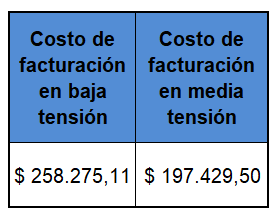 Costo de facturación en baja tensión
Costo de facturación en media tensión
$ 258.275,11
$ 197.429,50